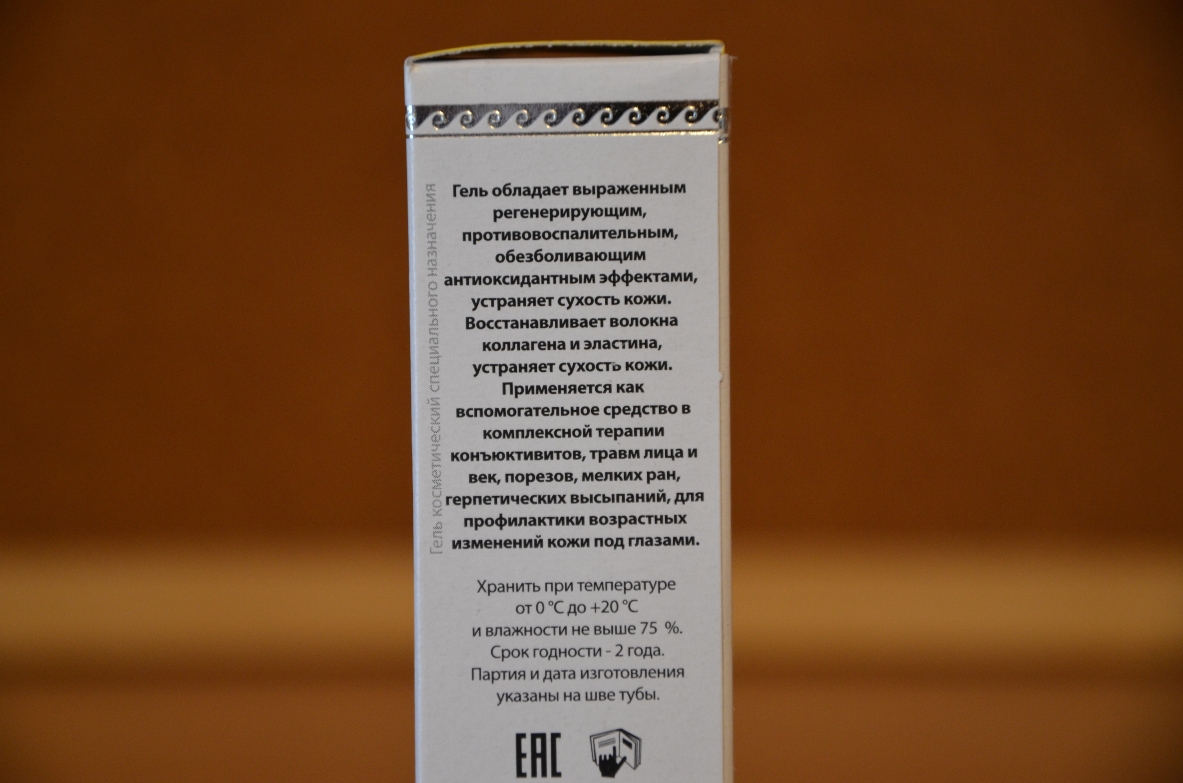 Гель косметический специального назначения
Гель обладает выраженным
регенерирующим,
противовоспалительным,
обезболивающим
антиоксидантным эффектами,
устраняет сухость кожи.
Восстанавливает волокна
коллагена и эластина,
устраняет сухость кожи.
Применяется как
вспомогательное средство в
комплексной терапии
конъюктивитов, травм лица и
век, порезов, мелких ран,
герпетических высыпаний, для
профилактики возрастных
изменений кожи под глазами.
Хранить при температуре
от 0 °C до +20 °C
и влажности не выше 75 %.
Срок годности - 2 года.
Партия и дата изготовления
указаны на шве тубы.
EAC